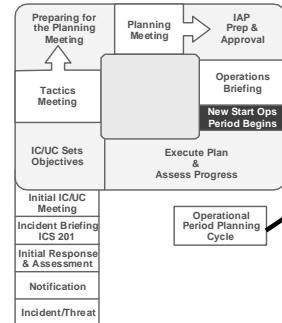 Preparing for
the Planning
Meeting
Planning
Meeting
IAP
Prep &
Approval
Tactics
Meeting
Operations
Briefing
New Start Ops
Period Begins
IC/UC Sets
Objectives
Execute Plan
&
Assess Progress
Initial IC/UC
Meeting
Incident Briefing
ICS 201
Initial Response
& Assessment
Notification
Incident/Threat
Operational
Period Planning
Cycle